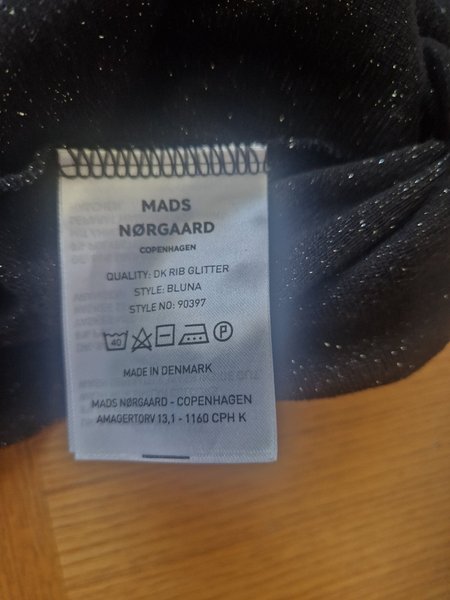 MADS
NØRGAARD
COPENHAGEN
QUALITY: DK RIB GLITTER
STYLE: BLUNA
STYLE NO: 90397
40 P
MADE IN DENMARK
MADS NØRGAARD - COPENHAGEN
AMAGERTORV 13,1 - 1160 CPH K